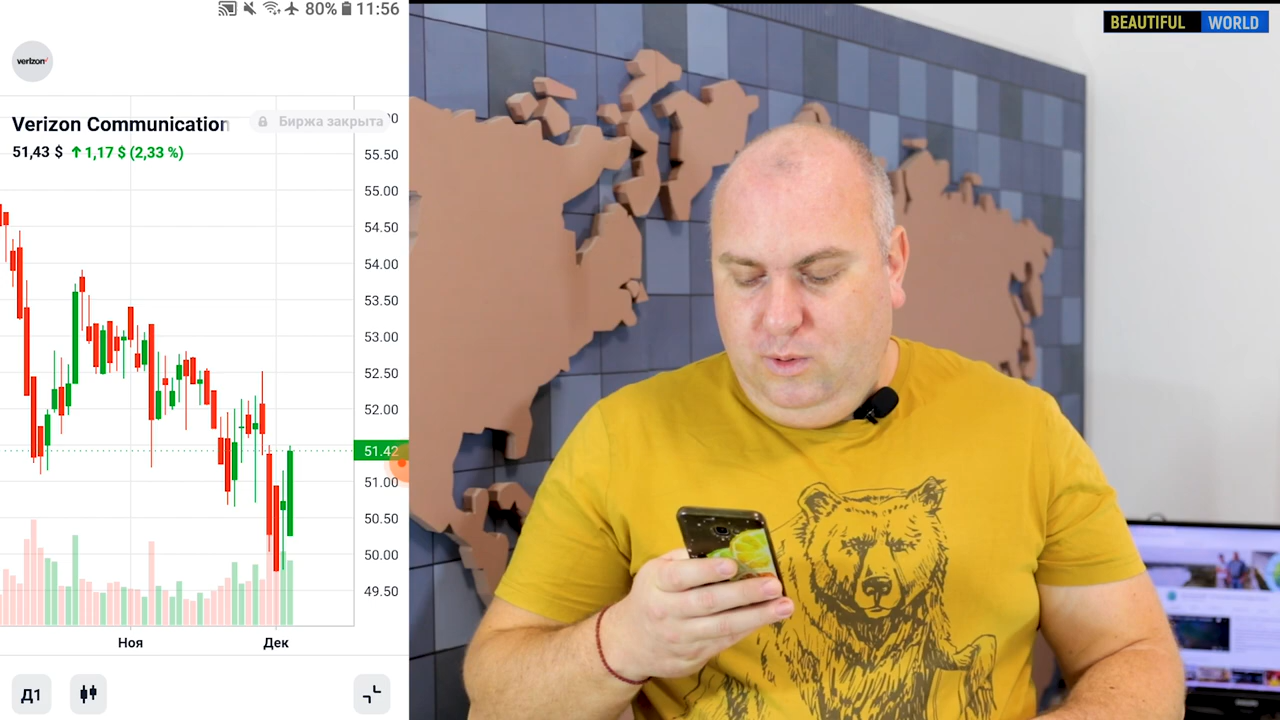 80% 11:56
verizon
Verizon Communication
Биржа закрыта
51,43 $ ↑ 1,17 $ (2,33 %)
55.50
55.00
54.50
54.00
53.50
53.00
52.50
52.00
51.42
51.00
50.50
50.00
49.50
Ноя
Дек
Д1
BEAUTIFUL WORLD